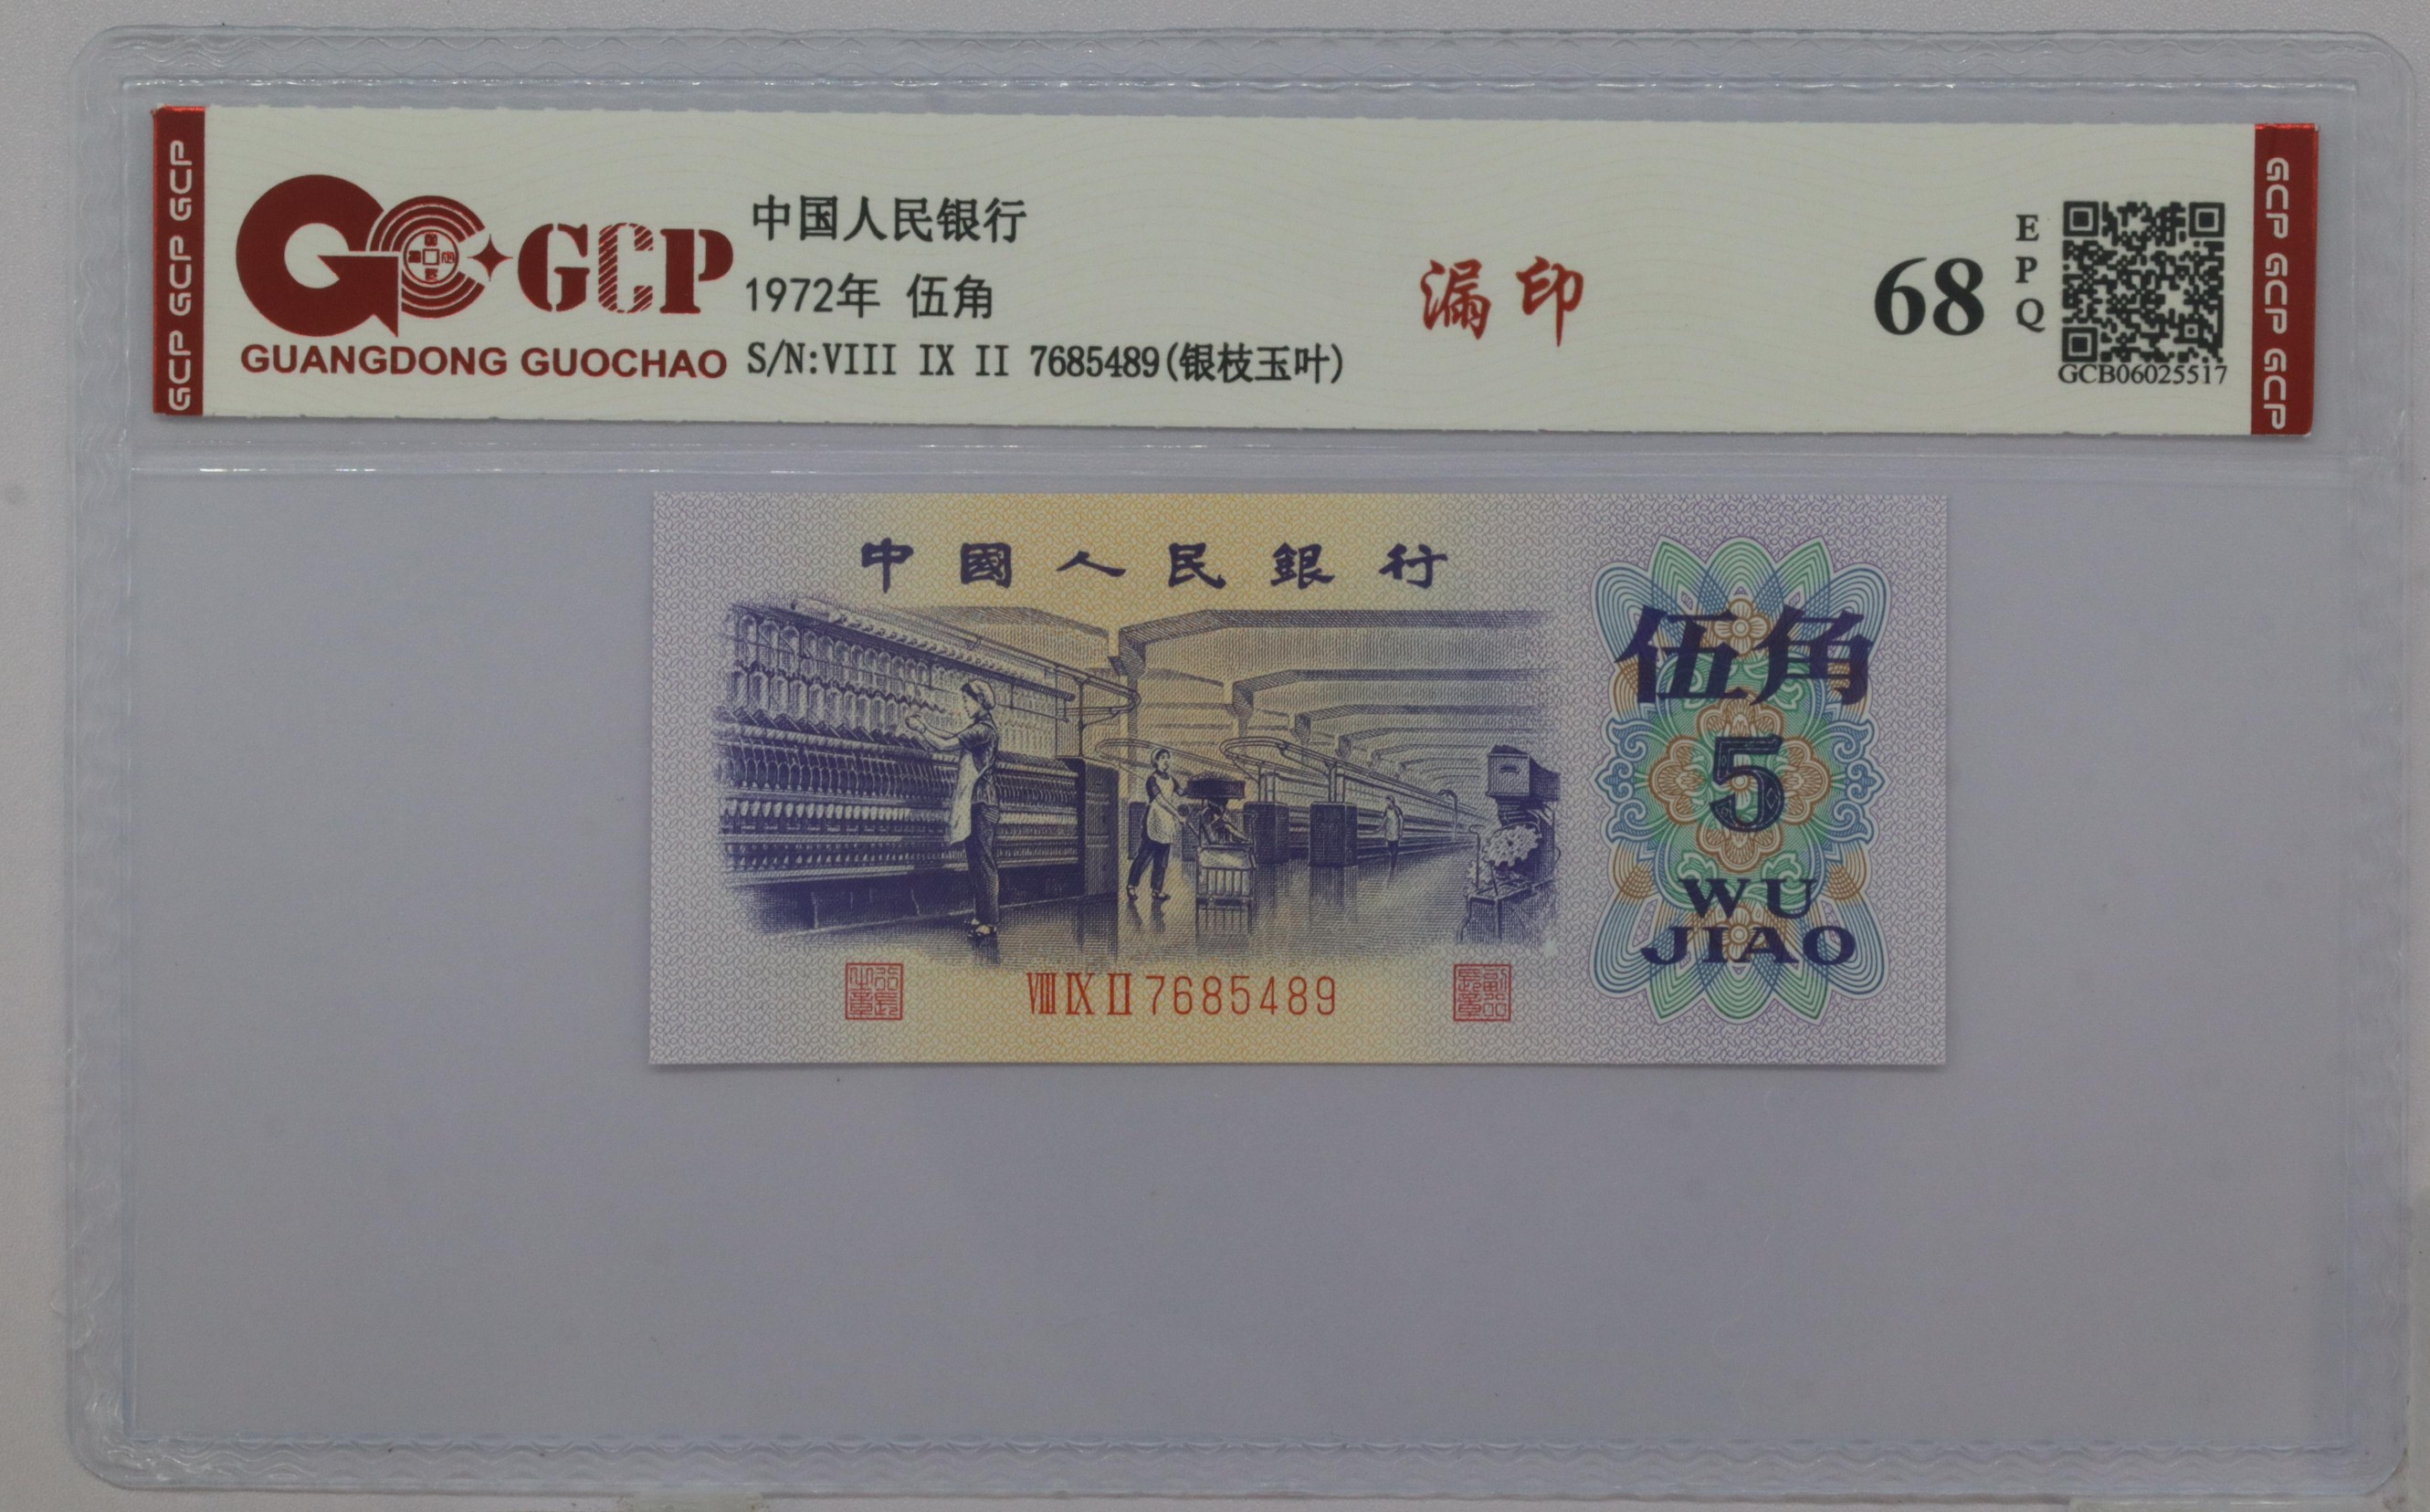 GCP GCP GCP
GCP
GUANGDONG GUOCHAO
中国人民银行
1972年 伍角
S/N:VIII IX II 7685489(银枝玉叶)
漏印
68
E
P
Q
GCB06025517
GCP GCP GCP
中國人民銀行
伍角
5
WU
JIAO
VIII IX II 7685489